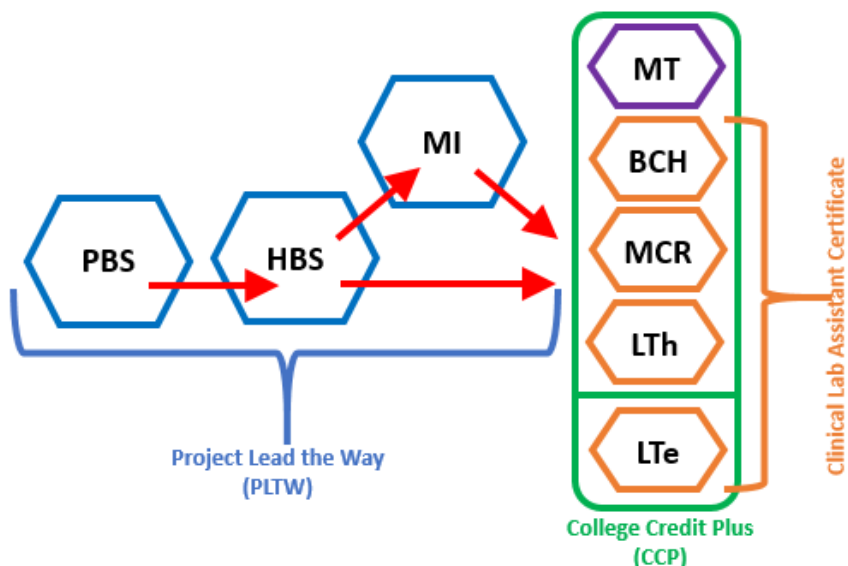 PBS
HBS
MI
MT
BCH
MCR
LTh
LTe
Project Lead the Way
(PLTW)
College Credit Plus
(CCP)
Clinical Lab Assistant Certificate